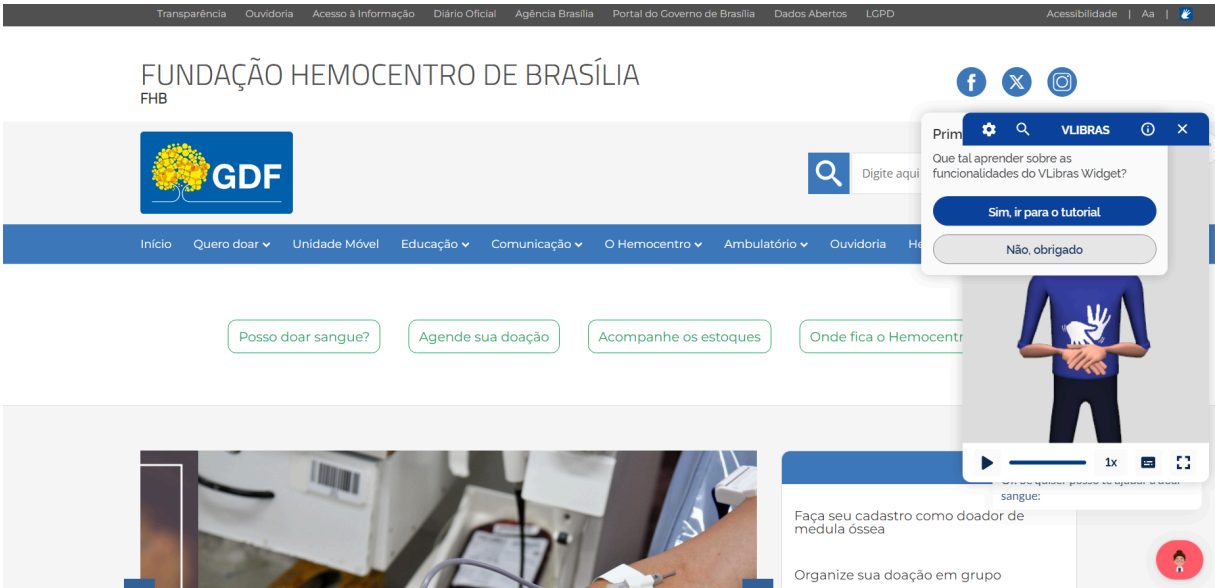 Transparência Ouvidoria Acesso à Informação Diário Oficial Agência Brasília Portal do Governo de Brasília Dados Abertos LGPD Acessibilidade | Aa |
FUNDAÇÃO HEMOCENTRO DE BRASÍLIA
FHB
GDF
Digite aqui
VLIBRAS
Prim
Que tal aprender sobre as
funcionalidades do VLibras Widget?
Sim, ir para o tutorial
Não, obrigado
Início Quero doar Unidade Móvel Educação Comunicação O Hemocentro Ambulatório Ouvidoria He
Posso doar sangue? Agende sua doação Acompanhe os estoques Onde fica o Hemocentr
1x
sangue:
Faça seu cadastro como doador de
medula óssea
Organize sua doação em grupo